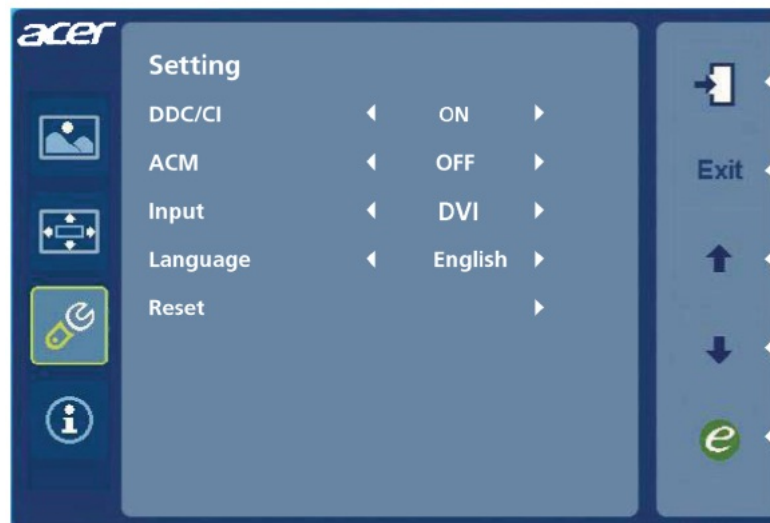 acer
Setting
DDC/CI ON
ACM OFF
Input DVI
Language English
Reset
Exit
e